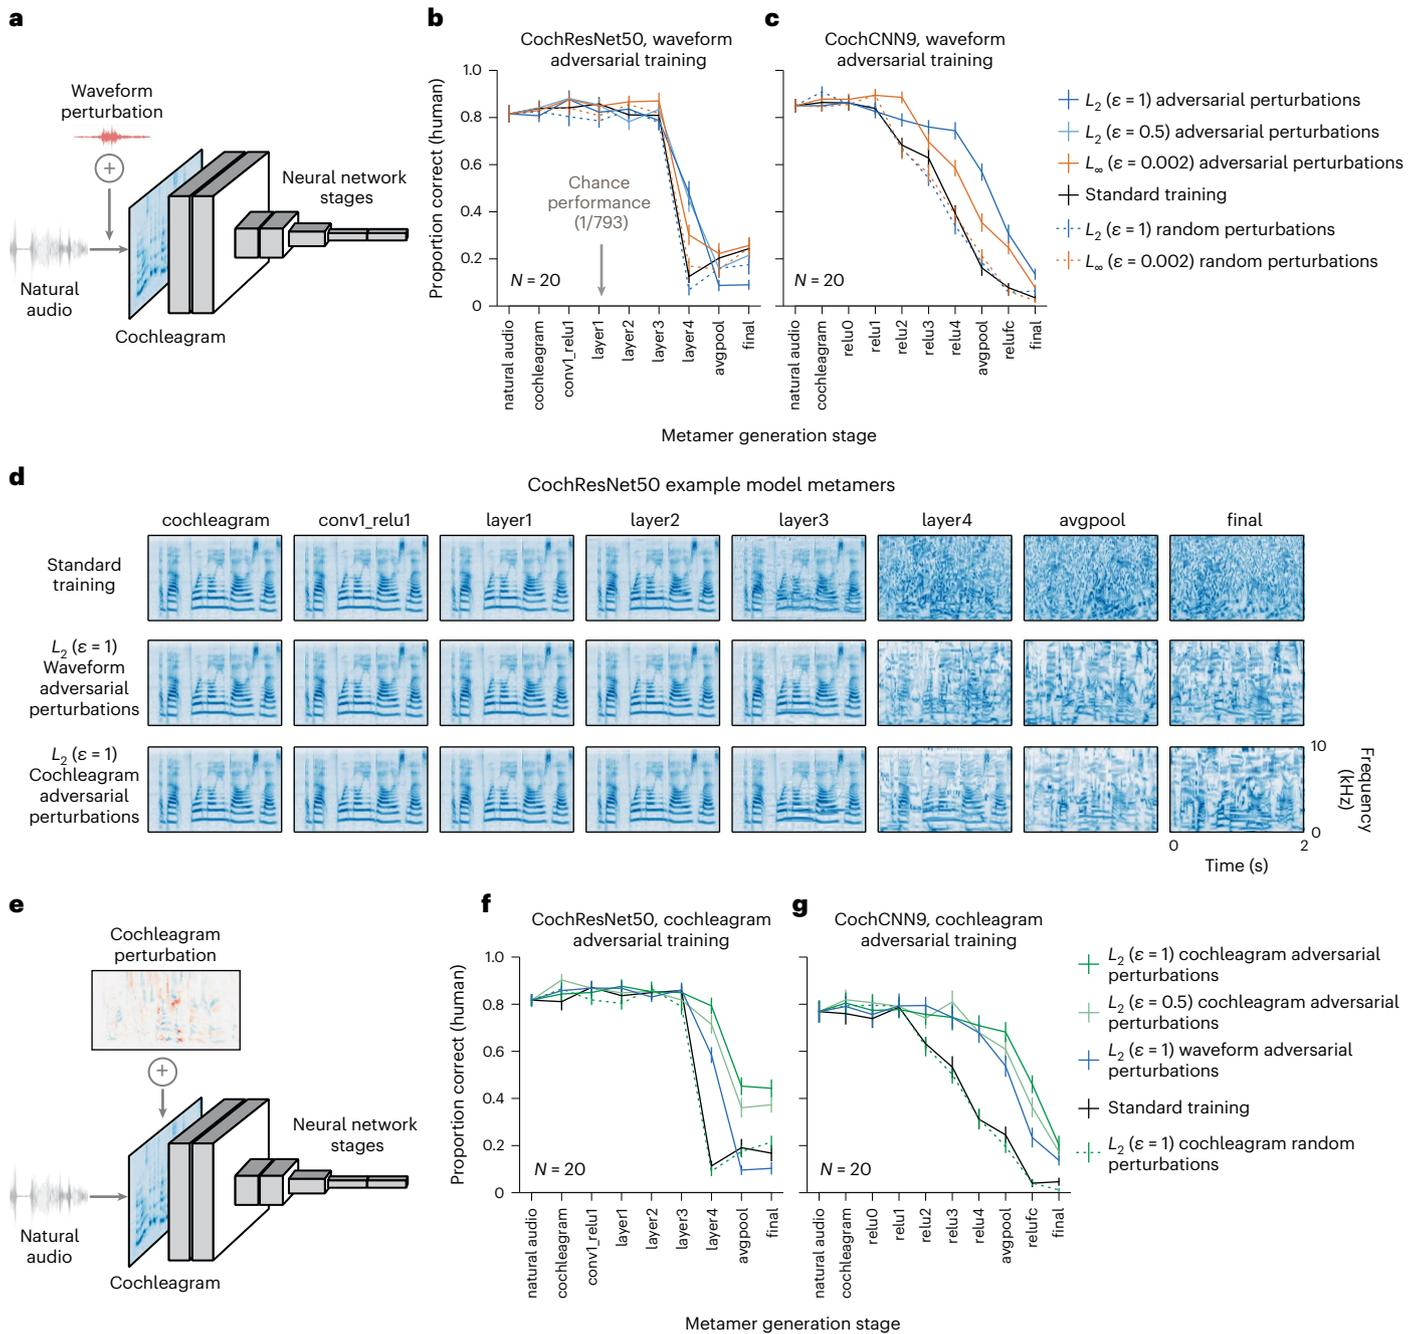 a
Waveform
perturbation
+
Natural
audio
Cochleagram
Neural network
stages
b
CochResNet50, waveform
adversarial training
Proportion correct (human)
1.0
0.8
0.6
0.4
0.2
0
Chance
performance
(1/793)
N = 20
natural audio
cochleagram
conv1_relu1
layer1
layer2
layer3
layer4
avgpool
final
c
CochCNN9, waveform
adversarial training
N = 20
natural audio
cochleagram
relu0
relu1
relu2
relu3
relu4
avgpool
relufc
final
Metamer generation stage
L2 (ε = 1) adversarial perturbations
L2 (ε = 0.5) adversarial perturbations
L∞ (ε = 0.002) adversarial perturbations
Standard training
L2 (ε = 1) random perturbations
L∞ (ε = 0.002) random perturbations
d
CochResNet50 example model metamers
cochleagram conv1_relu1 layer1 layer2 layer3 layer4 avgpool final
Standard
training
L2 (ε = 1)
Waveform
adversarial
perturbations
L2 (ε = 1)
Cochleagram
adversarial
perturbations
10
0
Frequency
(kHz)
0 2
Time (s)
e
Cochleagram
perturbation
+
Natural
audio
Cochleagram
Neural network
stages
f
CochResNet50, cochleagram
adversarial training
Proportion correct (human)
1.0
0.8
0.6
0.4
0.2
0
N = 20
natural audio
cochleagram
conv1_relu1
layer1
layer2
layer3
layer4
avgpool
final
g
CochCNN9, cochleagram
adversarial training
N = 20
natural audio
cochleagram
relu0
relu1
relu2
relu3
relu4
avgpool
relufc
final
Metamer generation stage
L2 (ε = 1) cochleagram adversarial
perturbations
L2 (ε = 0.5) cochleagram adversarial
perturbations
L2 (ε = 1) waveform adversarial
perturbations
Standard training
L2 (ε = 1) cochleagram random
perturbations